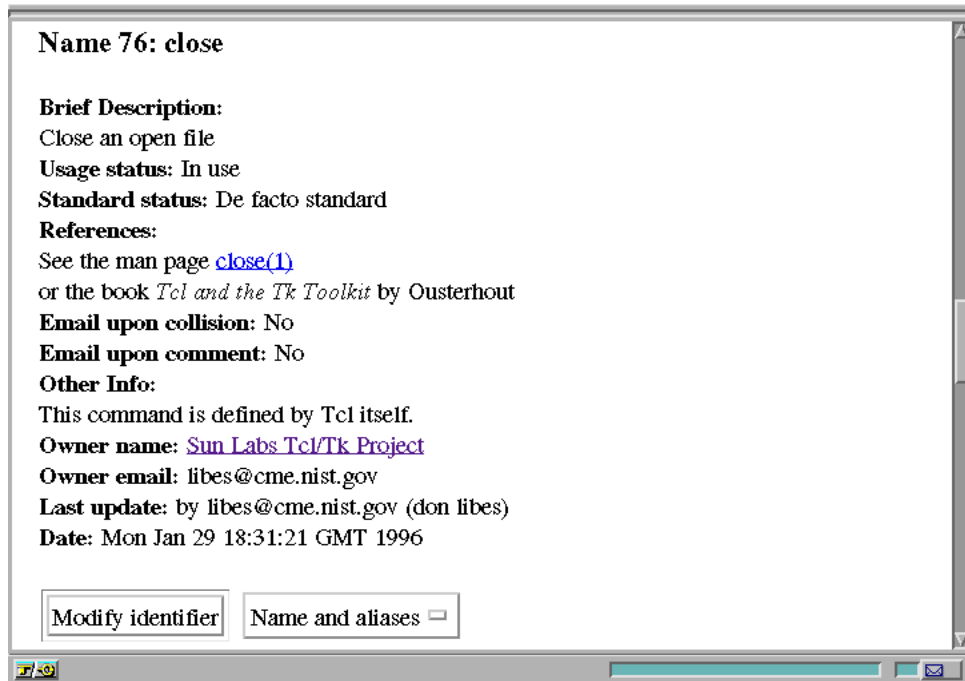 Name 76: close
Brief Description:
Close an open file
Usage status: In use
Standard status: De facto standard
References:
See the man page close(1)
or the book Tcl and the Tk Toolkit by Ousterhout
Email upon collision: No
Email upon comment: No
Other Info:
This command is defined by Tcl itself.
Owner name: Sun Labs Tcl/Tk Project
Owner email: libes@cme.nist.gov
Last update: by libes@cme.nist.gov (don libes)
Date: Mon Jan 29 18:31:21 GMT 1996
Modify identifier Name and aliases